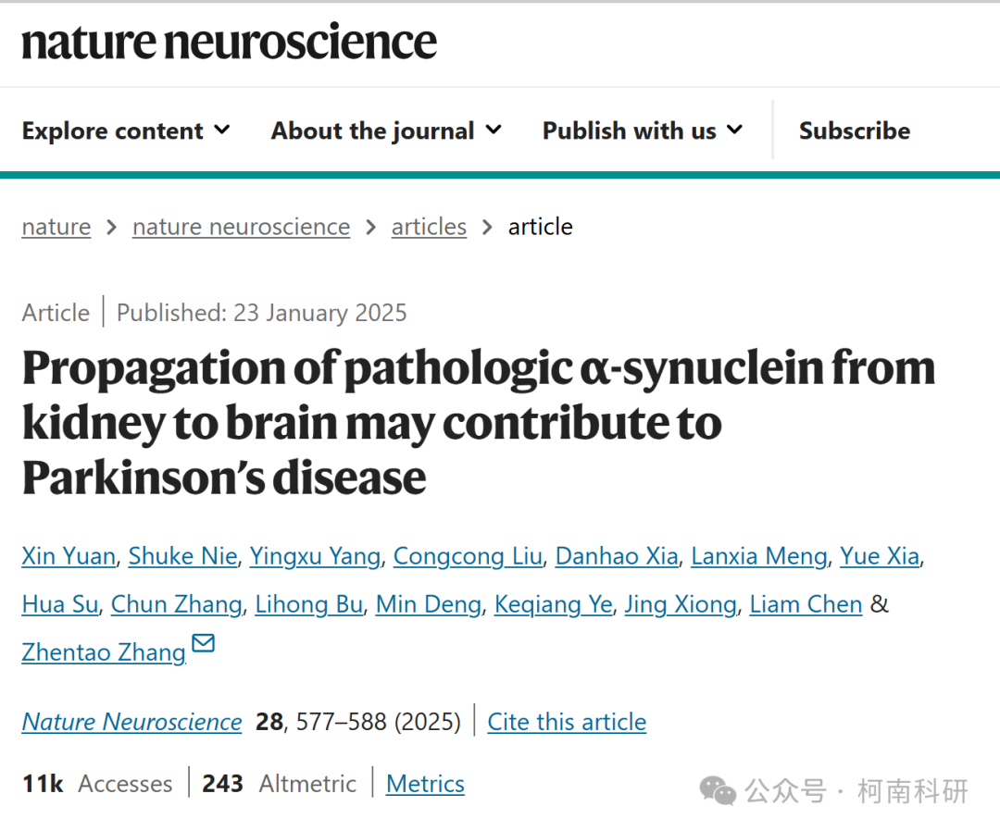 nature neuroscience
Explore content About the journal Publish with us Subscribe
nature > nature neuroscience > articles > article
Article | Published: 23 January 2025
Propagation of pathologic α-synuclein from
kidney to brain may contribute to
Parkinson’s disease
Xin Yuan, Shuke Nie, Yingxu Yang, Congcong Liu, Danhao Xia, Lanxia Meng, Yue Xia,
Hua Su, Chun Zhang, Lihong Bu, Min Deng, Keqiang Ye, Jing Xiong, Liam Chen &
Zhentao Zhang
Nature Neuroscience 28, 577–588 (2025) | Cite this article
11k Accesses | 243 Altmetric | Metrics
公众号 · 柯南科研